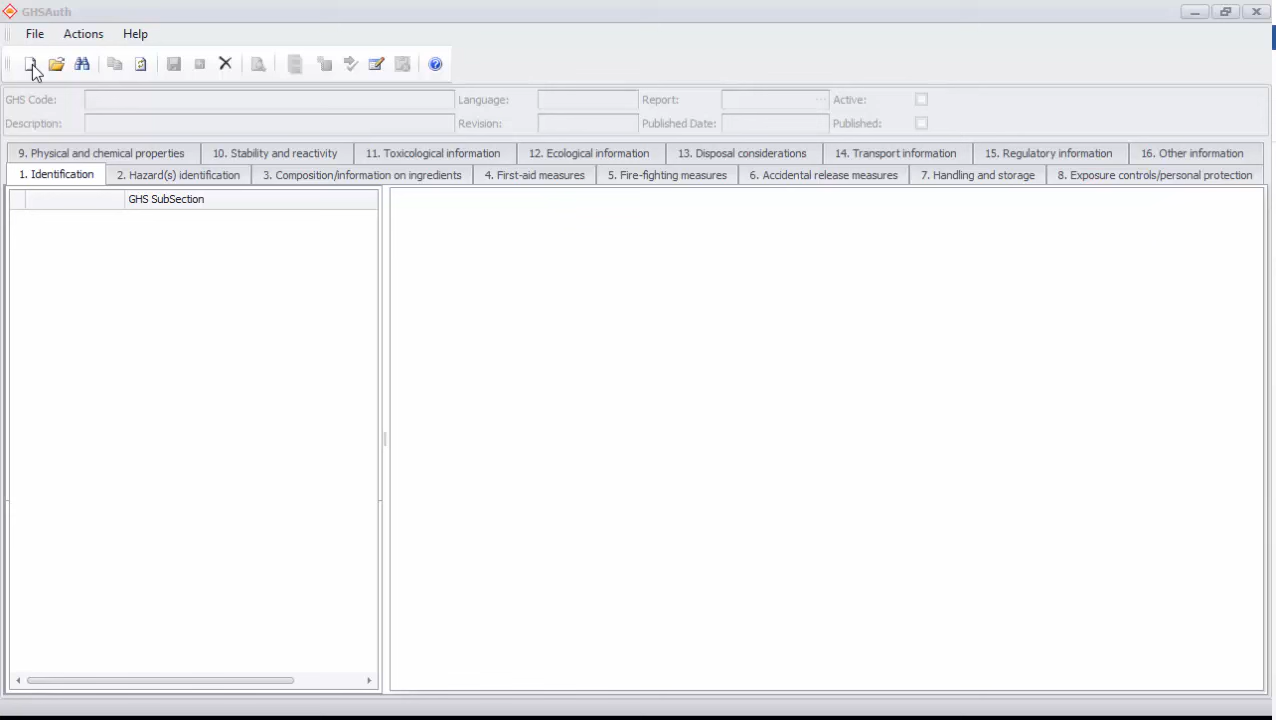 GHSAuth
File Actions Help
GHS Code: Language: Report: ... Active:
Description: Revision: Published Date: Published:
9. Physical and chemical properties 10. Stability and reactivity 11. Toxicological information 12. Ecological information 13. Disposal considerations 14. Transport information 15. Regulatory information 16. Other information
1. Identification 2. Hazard(s) identification 3. Composition/information on ingredients 4. First-aid measures 5. Fire-fighting measures 6. Accidental release measures 7. Handling and storage 8. Exposure controls/personal protection
GHS SubSection